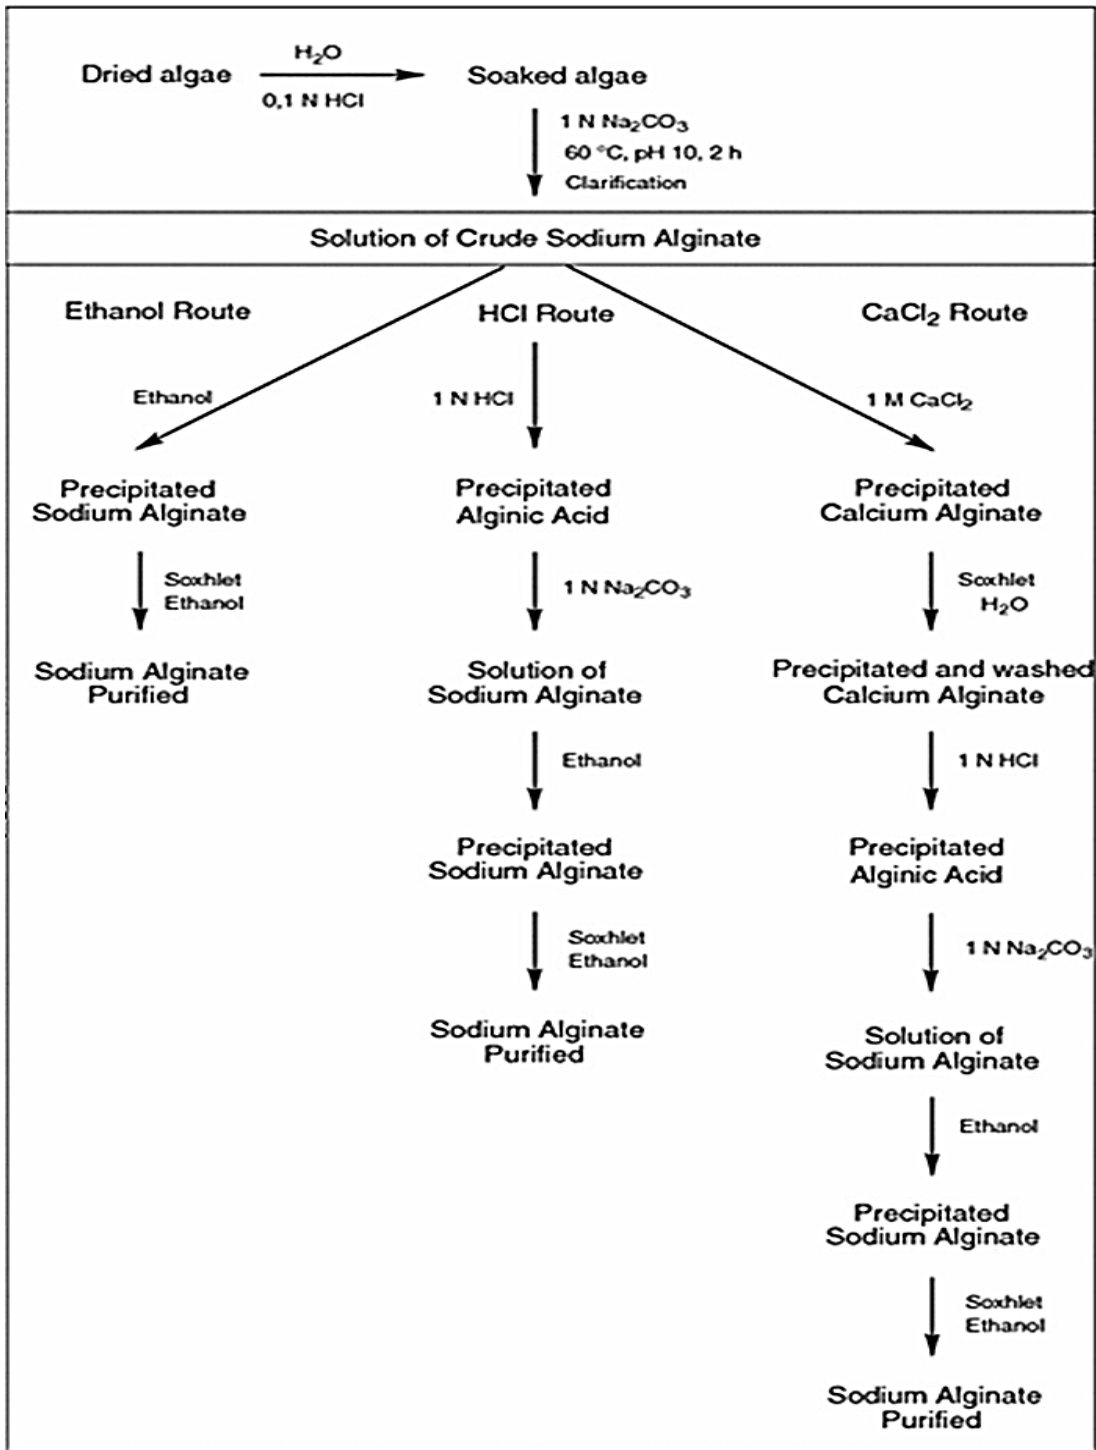 Dried algae
H₂O
0,1 N HCl
Soaked algae
1 N Na₂CO₃
60 °C, pH 10, 2 h
Clarification
Solution of Crude Sodium Alginate
Ethanol Route
Ethanol
Precipitated
Sodium Alginate
Soxhlet
Ethanol
Sodium Alginate
Purified
HCl Route
1 N HCl
Precipitated
Alginic Acid
1 N Na₂CO₃
Solution of
Sodium Alginate
Ethanol
Precipitated
Sodium Alginate
Soxhlet
Ethanol
Sodium Alginate
Purified
CaCl₂ Route
1 M CaCl₂
Precipitated
Calcium Alginate
Soxhlet
H₂O
Precipitated and washed
Calcium Alginate
1 N HCl
Precipitated
Alginic Acid
1 N Na₂CO₃
Solution of
Sodium Alginate
Ethanol
Precipitated
Sodium Alginate
Soxhlet
Ethanol
Sodium Alginate
Purified